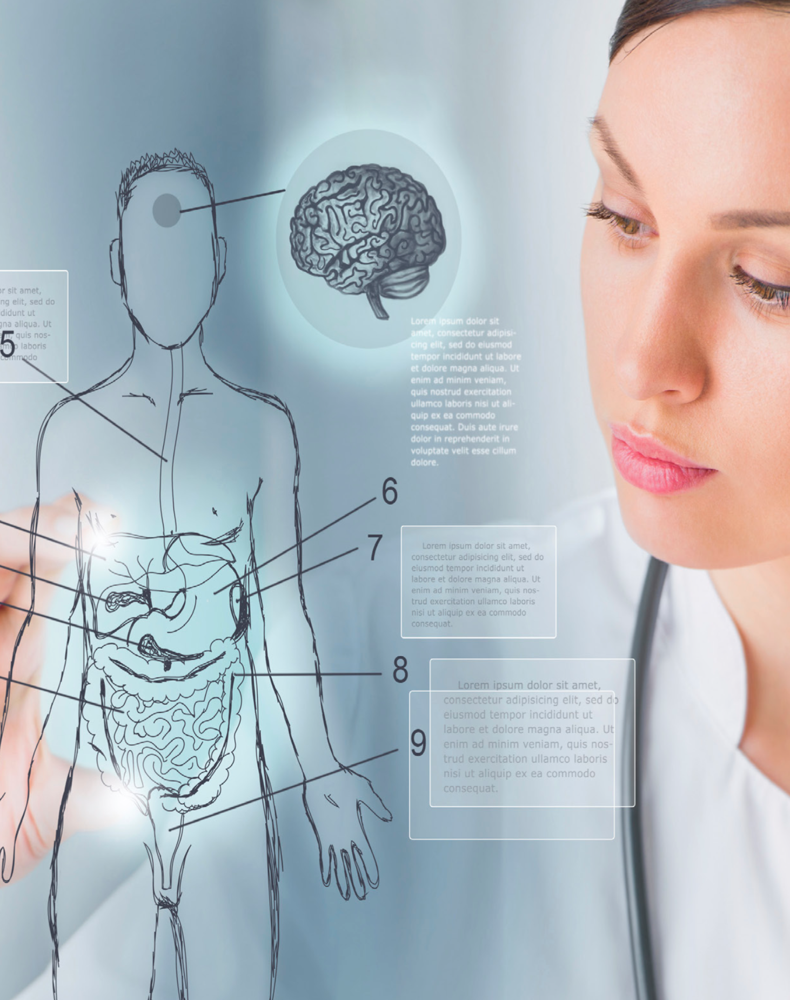 or sit amet,
ng elit, sed do
ididunt ut
gna aliqua. Ut
quis nos-
laboris
commodo
5
Lorem ipsum dolor sit
amet, consectetur adipisi-
cing elit, sed do eiusmod
tempor incididunt ut labore
et dolore magna aliqua. Ut
enim ad minim veniam,
quis nostrud exercitation
ullamco laboris nisi ut ali-
quip ex ea commodo
consequat. Duis aute irure
dolor in reprehenderit in
voluptate velit esse cillum
dolore.
6
7
Lorem ipsum dolor sit amet,
consectetur adipisicing elit, sed do
eiusmod tempor incididunt ut
labore et dolore magna aliqua. Ut
enim ad minim veniam, quis nos-
trud exercitation ullamco laboris
nisi ut aliquip ex ea commodo
consequat.
8
Lorem ipsum dolor sit amet,
consectetur adipisicing elit, sed do
eiusmod tempor incididunt ut
labore et dolore magna aliqua. Ut
enim ad minim veniam, quis nos-
trud exercitation ullamco laboris
nisi ut aliquip ex ea commodo
consequat.
9